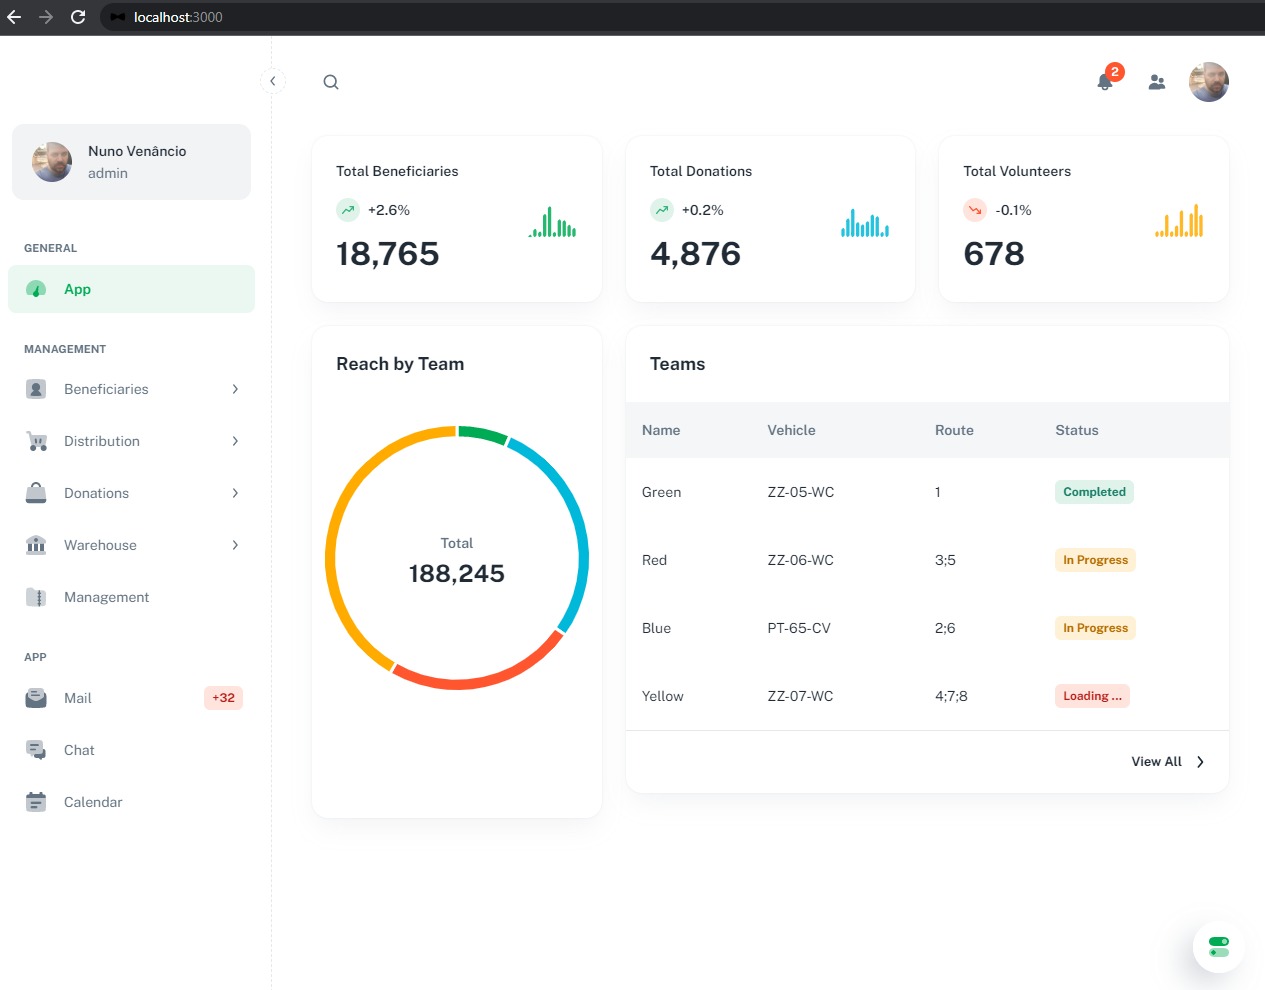 localhost:3000
2
Nuno Venâncio
admin
GENERAL
App
MANAGEMENT
Beneficiaries
Distribution
Donations
Warehouse
Management
APP
Mail +32
Chat
Calendar
Total Beneficiaries
+2.6%
18,765
Total Donations
+0.2%
4,876
Total Volunteers
-0.1%
678
Reach by Team
Total
188,245
Teams
Name Vehicle Route Status
Green ZZ-05-WC 1 Completed
Red ZZ-06-WC 3;5 In Progress
Blue PT-65-CV 2;6 In Progress
Yellow ZZ-07-WC 4;7;8 Loading ...
View All